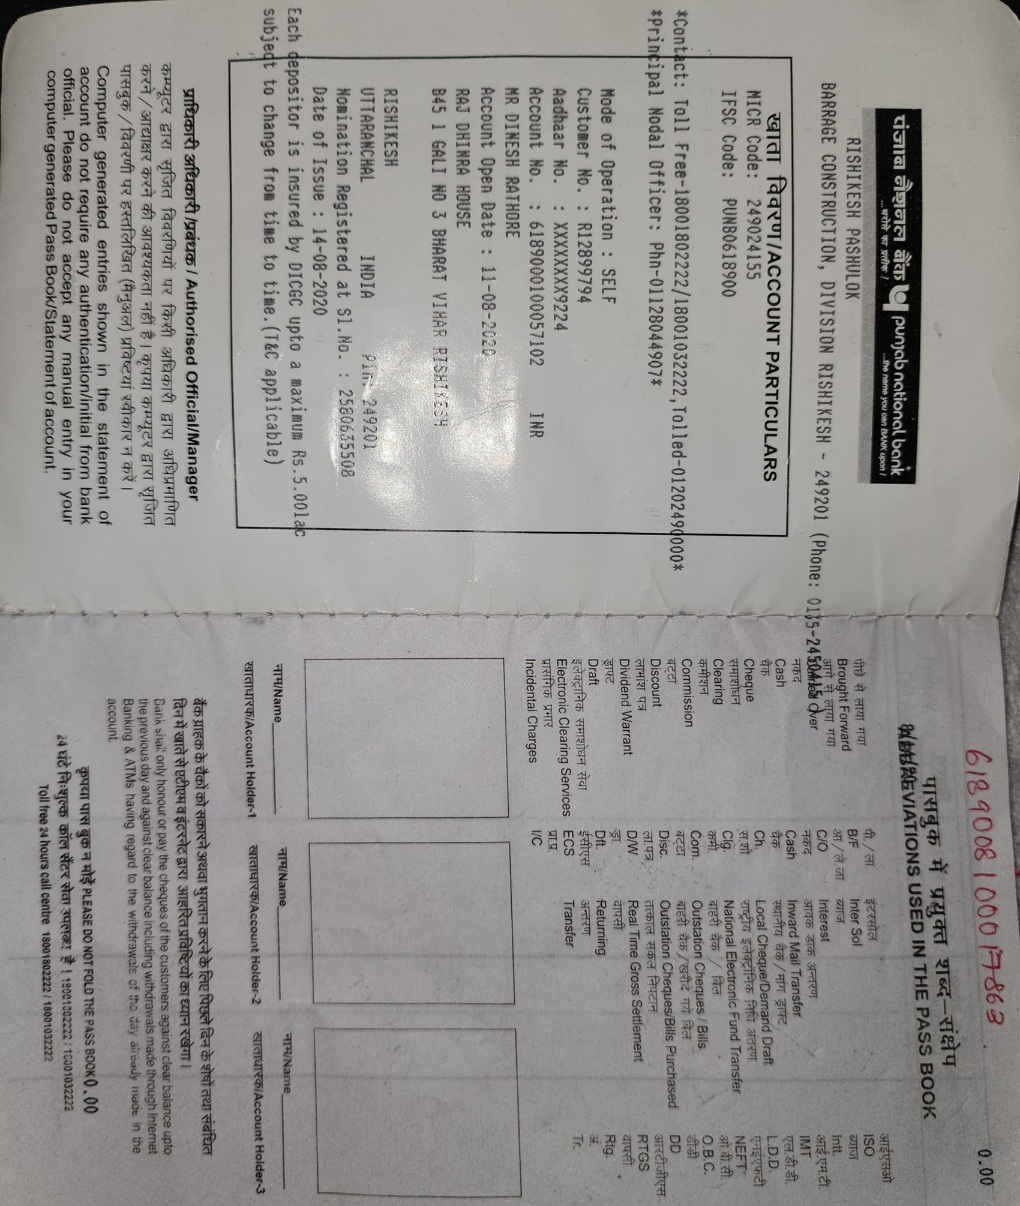 पंजाब नैशनल बैंक punjab national bank
...भरोसे का प्रतीक ! ...the name you can BANK upon !
RISHIKESH PASHULOK
BARRAGE CONSTRUCTION, DIVISION RISHIKESH - 249201 (Phone: 0135-2450415)
खाता विवरण/ACCOUNT PARTICULARS
MICR Code: 249024155
IFSC Code: PUNB0618900
*Contact: Toll Free-18001802222/18001032222,Tolled-01202490000*
*Principal Nodal Officer: Phn-01128044907*
Mode of Operation : SELF
Customer No. : R12899794
Aadhaar No. : XXXXXXXX9224
Account No. : 6189000100057102 INR
MR DINESH RATHORE
Account Open Date : 11-08-2020
RAJ DHINRA HOUSE
B45 1 GALI NO 3 BHARAT VIHAR RISHIKESH
RISHIKESH
UTTARANCHAL INDIA Pin: 249201
Nomination Registered at Sl.No. : 2580635508
Date of Issue : 14-08-2020
Each depositor is insured by DICGC upto a maximum Rs.5.00lac
subject to change from time to time.(T&C applicable)
प्राधिकारी अधिकारी/प्रबंधक / Authorised Official/Manager
कम्प्यूटर द्वारा सृजित विवरणियों पर किसी अधिकारी द्वारा अधिप्रमाणित
करने / आद्याक्षर करने की आवश्यकता नहीं है। कृपया कम्प्यूटर द्वारा सृजित
पासबुक / विवरणी पर हस्तलिखित (मैनुअल) प्रविष्टियां स्वीकार न करें।
Computer generated entries shown in the statement of
account do not require any authentication/initial from bank
official. Please do not accept any manual entry in your
computer generated Pass Book/Statement of account.
6189008100017863
0.00
पासबुक में प्रयुक्त शब्द–संक्षेप
ABBREVIATIONS USED IN THE PASS BOOK
पीछे से लाया गया पी / ला. इंटरसोल आईएसओ
Brought Forward B/F Inter Sol ISO
आगे ले जाया गया आ / ले.जा ब्याज ब्याज
Carried Over C/O Interest Intt.
नकद नकद आवक डाक अन्तरण आई.एम.टी.
Cash Cash Inward Mail Transfer IMT
चैक चैक स्थानीय चैक/मांग ड्राफ्ट एल.डी.डी.
Cheque Ch. Local Cheque/Demand Draft L.D.D.
समाशोधन स.शो राष्ट्रीय इलेक्ट्रॉनिक निधि अंतरण एनईएफटी
Clearing Clg. National Electronic Fund Transfer NEFT
कमीशन कमी. बाहरी चैक / बिल ओ.बी.सी.
Commission Com. Outstation Cheques / Bills O.B.C.
बट्टा बट्टा बाहरी चैक/खरीदे गये बिल डीडी
Discount Disc. Outstation Cheques/Bills Purchased DD
लाभांश पत्र ला.पत्र तत्काल सकल निपटान आरटीजीएस
Dividend Warrant D/W Real Time Gross Settlement RTGS
ड्राफ्ट ड्रा. वापसी वापसी
Draft Dft. Returning Rtg.
इलेक्ट्रॉनिक समाशोधन सेवा ईसीएस अन्तरण अं.
Electronic Clearing Services ECS Transfer Tr.
प्रासंगिक प्रभार प्रा.प्र.
Incidental Charges I/C
नाम/Name नाम/Name नाम/Name
खाताधारक/Account Holder-1 खाताधारक/Account Holder-2 खाताधारक/Account Holder-3
बैंक ग्राहक के चैकों को सकारने अथवा भुगतान करने के लिए पिछले दिन के शेषों तथा संबंधित
दिन में खाते से एटीएम व इंटरनेट द्वारा आहरित प्रविष्टियों का ध्यान रखेगा।
Bank shall only honour or pay the cheques of the customers against clear balance upto
the previous day and against clear balance including withdrawals made through Internet
Banking & ATMs having regard to the withdrawals of the day already made in the
account.
कृपया पास बुक न मोड़ें PLEASE DO NOT FOLD THE PASS BOOK 0.00
24 घंटे निःशुल्क कॉल सेंटर सेवा उपलब्ध है ! 18001802222 / 18001032222
Toll free 24 hours call centre 18001802222 / 18001032222